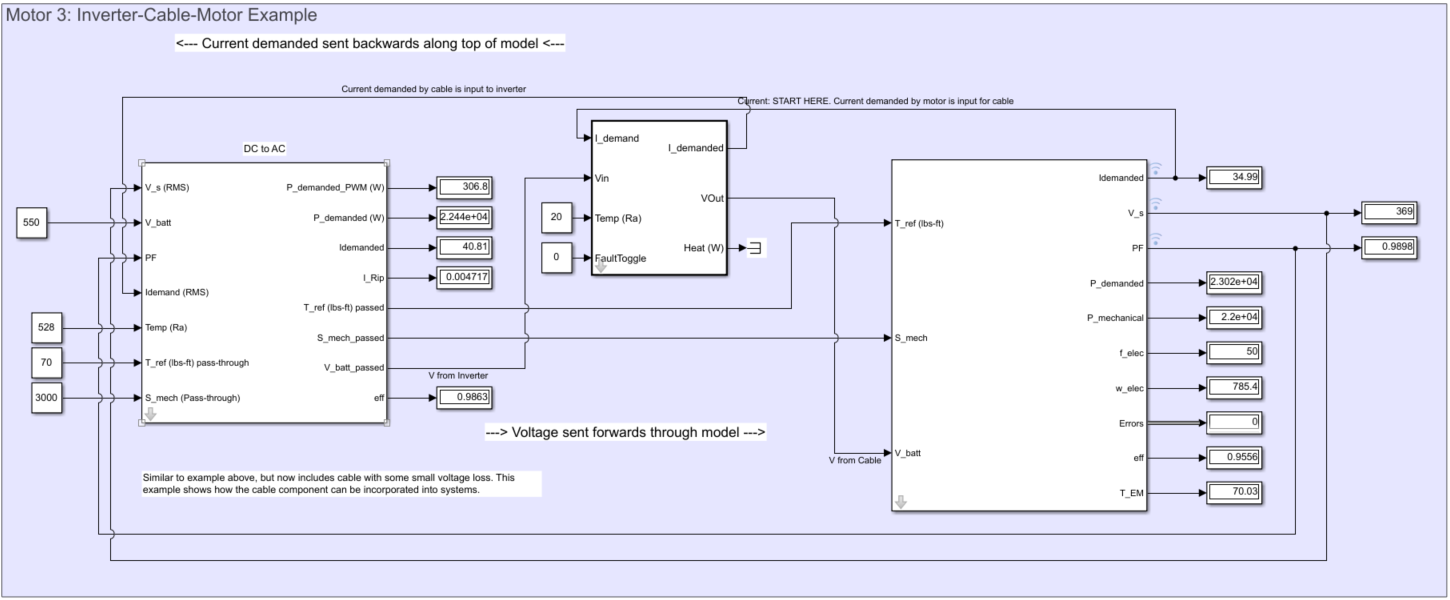 Motor 3: Inverter-Cable-Motor Example
<--- Current demanded sent backwards along top of model <---
Current demanded by cable is input to inverter
Current: START HERE. Current demanded by motor is input for cable
DC to AC
V_s (RMS)
V_batt
PF
Idemand (RMS)
Temp (Ra)
T_ref (lbs-ft) pass-through
S_mech (Pass-through)
550
528
70
3000
P_demanded_PWM (W)
P_demanded (W)
Idemanded
I_Rip
T_ref (lbs-ft) passed
S_mech_passed
V_batt_passed
eff
306.8
2.244e+04
40.81
0.004717
V from Inverter
0.9863
I_demand
Vin
Temp (Ra)
FaultToggle
20
0
I_demanded
VOut
Heat (W)
---> Voltage sent forwards through model --->
V from Cable
T_ref (lbs-ft)
S_mech
V_batt
Idemanded
V_s
PF
P_demanded
P_mechanical
f_elec
w_elec
Errors
eff
T_EM
34.99
369
0.9898
2.302e+04
2.2e+04
50
785.4
0
0.9556
70.03
Similar to example above, but now includes cable with some small voltage loss. This
example shows how the cable component can be incorporated into systems.